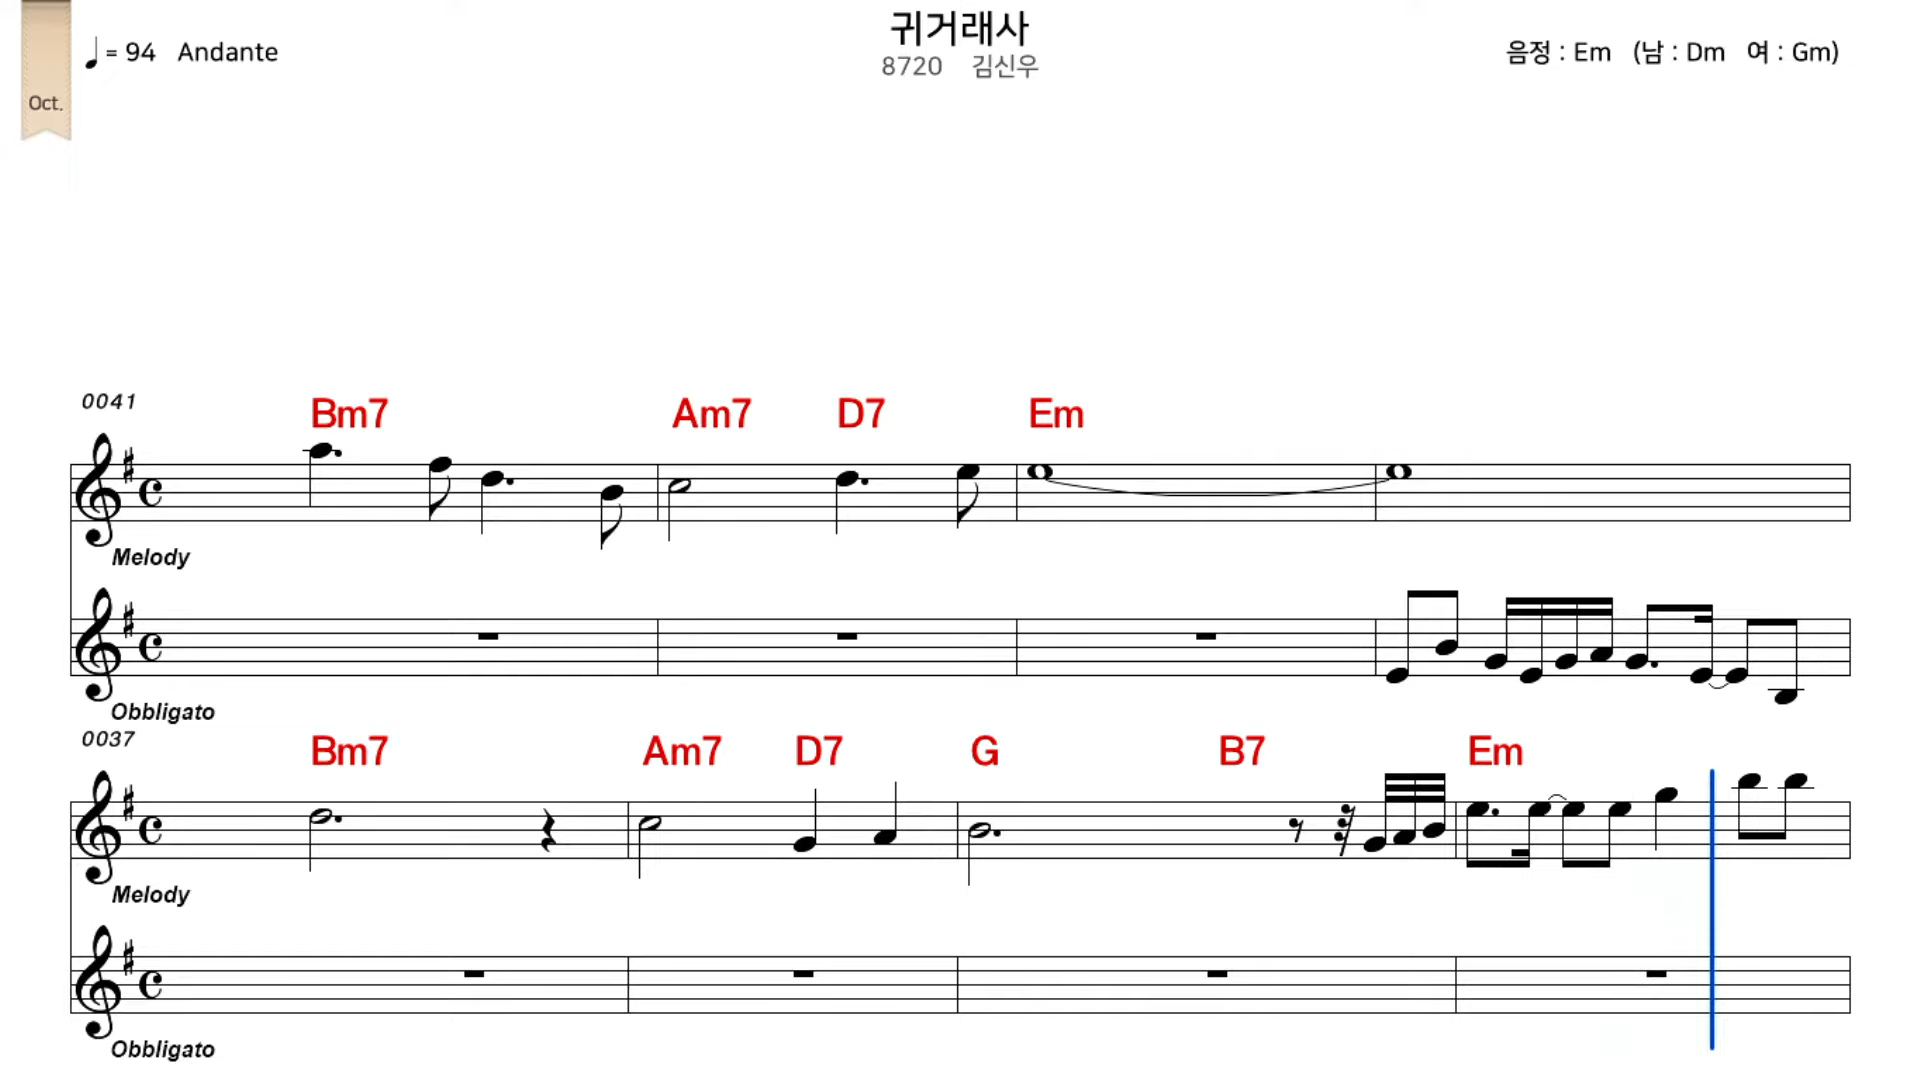 귀거래사
♩ = 94 Andante
8720 김신우
음정 : Em (남 : Dm 여 : Gm)
Oct.
0041
Bm7 Am7 D7 Em
Melody
Obbligato
0037
Bm7 Am7 D7 G B7 Em
Melody
Obbligato